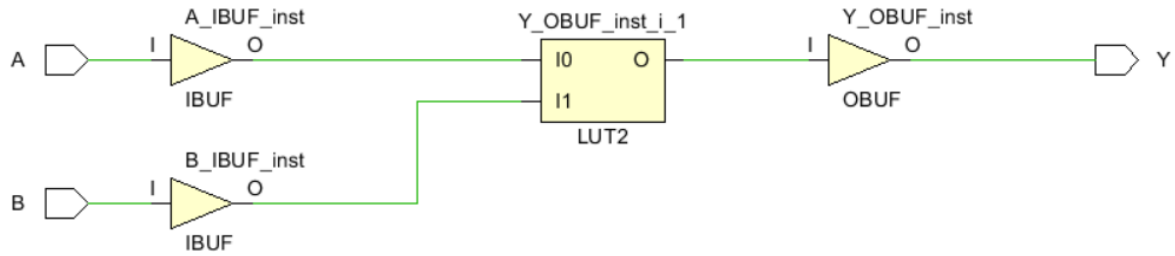 A_IBUF_inst
Y_OBUF_inst_i_1
Y_OBUF_inst
A
I
O
I0
O
I
O
Y
IBUF
I1
OBUF
LUT2
B_IBUF_inst
B
I
O
IBUF